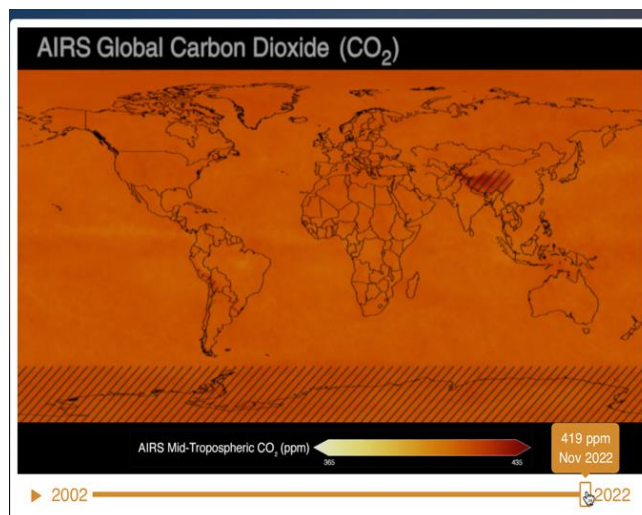 AIRS Global Carbon Dioxide (CO₂)
AIRS Mid-Tropospheric CO₂ (ppm)
365 435
419 ppm
Nov 2022
2002 2022